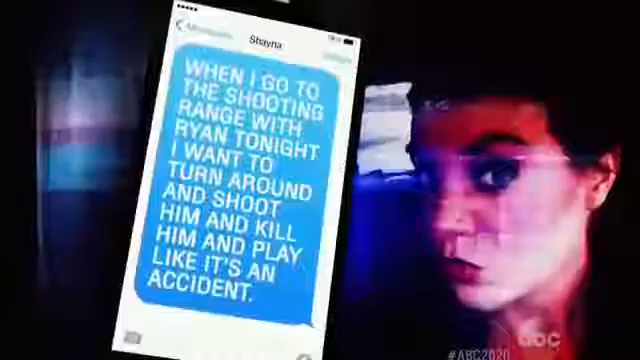 Messages
Shayna
WHEN I GO TO
THE SHOOTING
RANGE WITH
RYAN TONIGHT
I WANT TO
TURN AROUND
AND SHOOT
HIM AND KILL
HIM AND PLAY
LIKE IT'S AN
ACCIDENT.
abc
#ABC2020